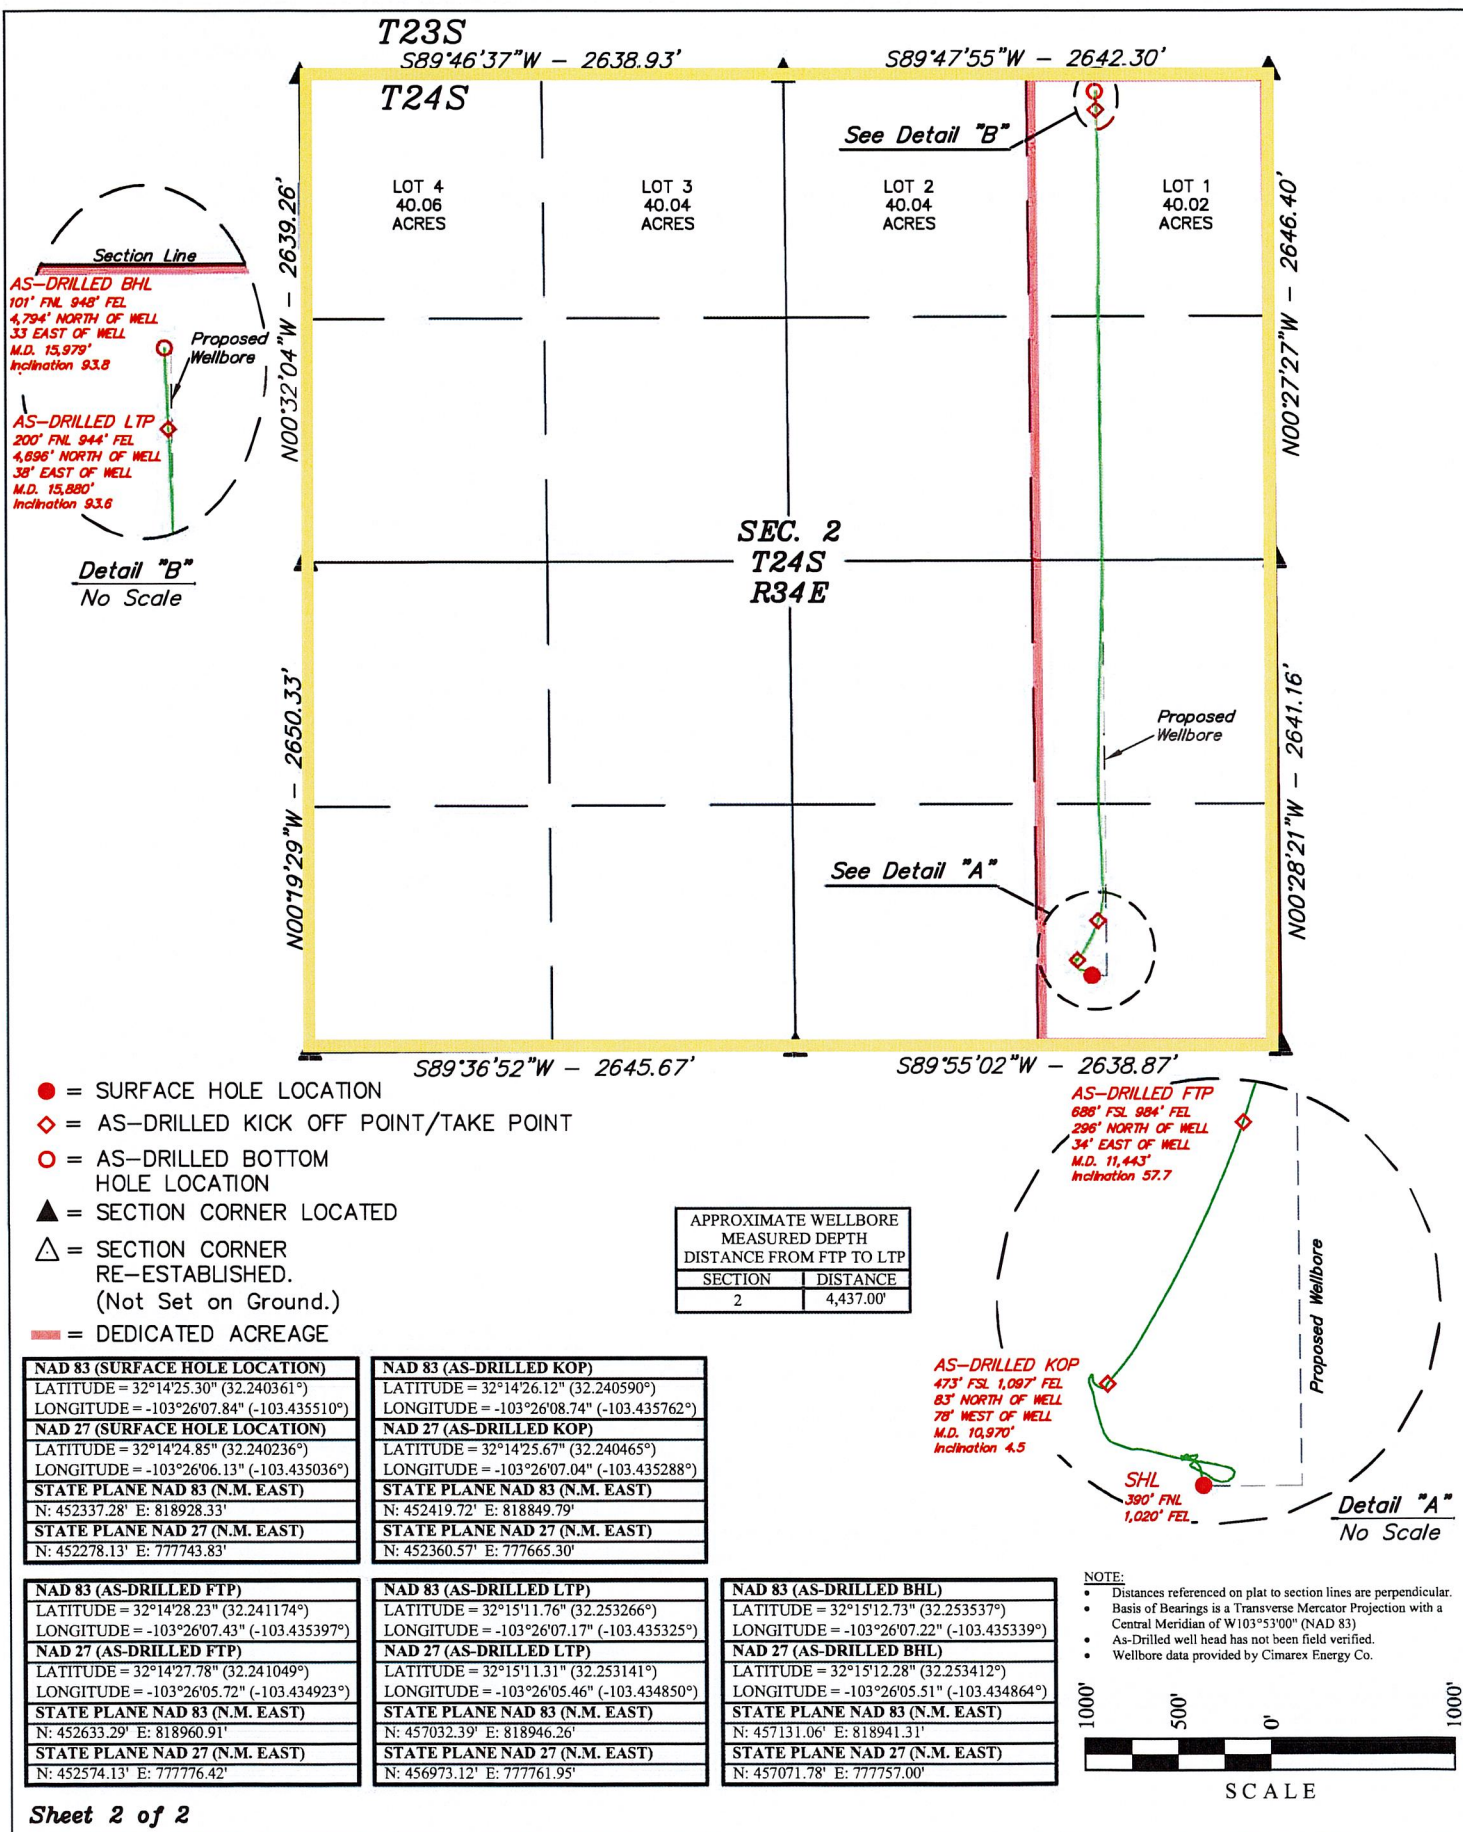 T23S
S89°46'37"W – 2638.93'
S89°47'55"W – 2642.30'
T24S
See Detail "B"
LOT 4
40.06
ACRES
LOT 3
40.04
ACRES
LOT 2
40.04
ACRES
LOT 1
40.02
ACRES
N00°32'04"W – 2639.26'
N00°27'27"W – 2646.40'
Section Line
AS-DRILLED BHL
101' FNL 948' FEL
4,794' NORTH OF WELL
33 EAST OF WELL
M.D. 15,979'
Inclination 93.8
Proposed
Wellbore
AS-DRILLED LTP
200' FNL 944' FEL
4,696' NORTH OF WELL
38' EAST OF WELL
M.D. 15,880'
Inclination 93.6
Detail "B"
No Scale
SEC. 2
T24S
R34E
N00°19'29"W – 2650.33'
N00°28'21"W – 2641.16'
Proposed
Wellbore
See Detail "A"
S89°36'52"W – 2645.67'
S89°55'02"W – 2638.87'
= SURFACE HOLE LOCATION
= AS-DRILLED KICK OFF POINT/TAKE POINT
= AS-DRILLED BOTTOM
HOLE LOCATION
= SECTION CORNER LOCATED
= SECTION CORNER
RE-ESTABLISHED.
(Not Set on Ground.)
= DEDICATED ACREAGE
APPROXIMATE WELLBORE
MEASURED DEPTH
DISTANCE FROM FTP TO LTP
SECTION DISTANCE
2 4,437.00'
AS-DRILLED FTP
686' FSL 984' FEL
296' NORTH OF WELL
34' EAST OF WELL
M.D. 11,443'
Inclination 57.7
Proposed Wellbore
AS-DRILLED KOP
473' FSL 1,097' FEL
83' NORTH OF WELL
78' WEST OF WELL
M.D. 10,970'
Inclination 4.5
SHL
390' FNL
1,020' FEL
Detail "A"
No Scale
NAD 83 (SURFACE HOLE LOCATION)
LATITUDE = 32°14'25.30" (32.240361°)
LONGITUDE = -103°26'07.84" (-103.435510°)
NAD 27 (SURFACE HOLE LOCATION)
LATITUDE = 32°14'24.85" (32.240236°)
LONGITUDE = -103°26'06.13" (-103.435036°)
STATE PLANE NAD 83 (N.M. EAST)
N: 452337.28' E: 818928.33'
STATE PLANE NAD 27 (N.M. EAST)
N: 452278.13' E: 777743.83'
NAD 83 (AS-DRILLED KOP)
LATITUDE = 32°14'26.12" (32.240590°)
LONGITUDE = -103°26'08.74" (-103.435762°)
NAD 27 (AS-DRILLED KOP)
LATITUDE = 32°14'25.67" (32.240465°)
LONGITUDE = -103°26'07.04" (-103.435288°)
STATE PLANE NAD 83 (N.M. EAST)
N: 452419.72' E: 818849.79'
STATE PLANE NAD 27 (N.M. EAST)
N: 452360.57' E: 777665.30'
NAD 83 (AS-DRILLED FTP)
LATITUDE = 32°14'28.23" (32.241174°)
LONGITUDE = -103°26'07.43" (-103.435397°)
NAD 27 (AS-DRILLED FTP)
LATITUDE = 32°14'27.78" (32.241049°)
LONGITUDE = -103°26'05.72" (-103.434923°)
STATE PLANE NAD 83 (N.M. EAST)
N: 452633.29' E: 818960.91'
STATE PLANE NAD 27 (N.M. EAST)
N: 452574.13' E: 777776.42'
NAD 83 (AS-DRILLED LTP)
LATITUDE = 32°15'11.76" (32.253266°)
LONGITUDE = -103°26'07.17" (-103.435325°)
NAD 27 (AS-DRILLED LTP)
LATITUDE = 32°15'11.31" (32.253141°)
LONGITUDE = -103°26'05.46" (-103.434850°)
STATE PLANE NAD 83 (N.M. EAST)
N: 457032.39' E: 818946.26'
STATE PLANE NAD 27 (N.M. EAST)
N: 456973.12' E: 777761.95'
NAD 83 (AS-DRILLED BHL)
LATITUDE = 32°15'12.73" (32.253537°)
LONGITUDE = -103°26'07.22" (-103.435339°)
NAD 27 (AS-DRILLED BHL)
LATITUDE = 32°15'12.28" (32.253412°)
LONGITUDE = -103°26'05.51" (-103.434864°)
STATE PLANE NAD 83 (N.M. EAST)
N: 457131.06' E: 818941.31'
STATE PLANE NAD 27 (N.M. EAST)
N: 457071.78' E: 777757.00'
NOTE:
• Distances referenced on plat to section lines are perpendicular.
• Basis of Bearings is a Transverse Mercator Projection with a
Central Meridian of W103°53'00" (NAD 83)
• As-Drilled well head has not been field verified.
• Wellbore data provided by Cimarex Energy Co.
1000' 500' 0' 1000'
SCALE
Sheet 2 of 2